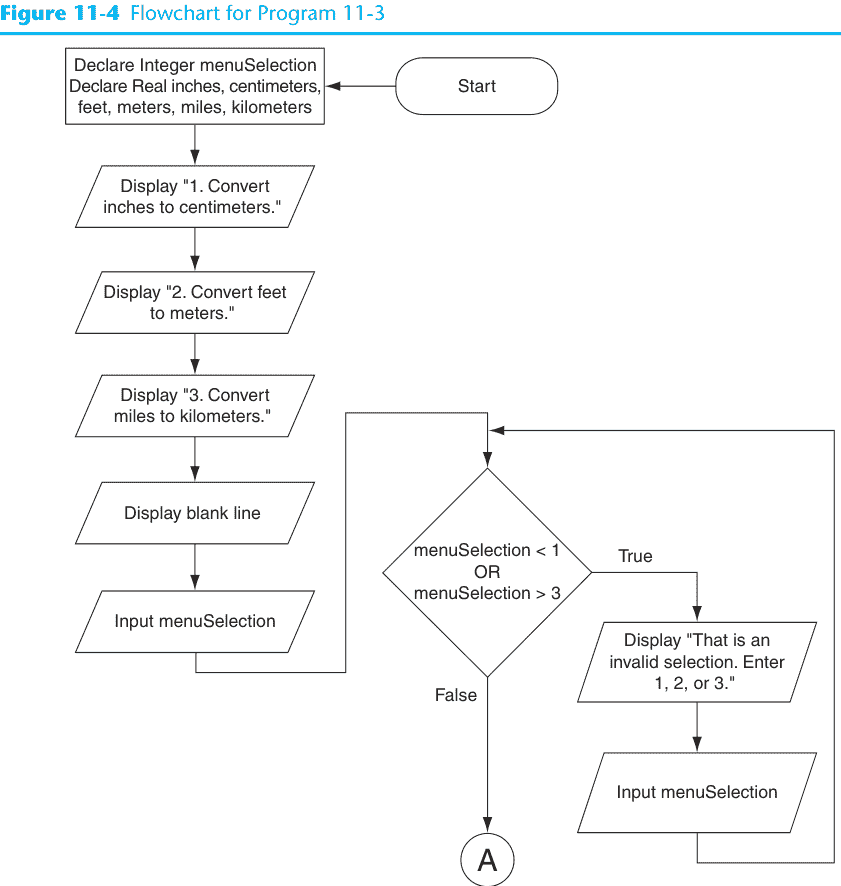 Figure 11-4 Flowchart for Program 11-3
Start
Declare Integer menuSelection
Declare Real inches, centimeters,
feet, meters, miles, kilometers
Display "1. Convert
inches to centimeters."
Display "2. Convert feet
to meters."
Display "3. Convert
miles to kilometers."
Display blank line
Input menuSelection
menuSelection < 1
OR
menuSelection > 3
True
Display "That is an
invalid selection. Enter
1, 2, or 3."
Input menuSelection
False
A